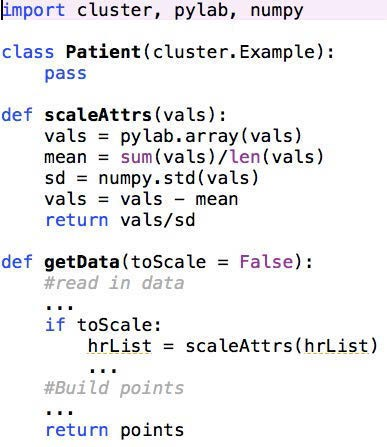 import cluster, pylab, numpy
class Patient(cluster.Example):
    pass
def scaleAttrs(vals):
    vals = pylab.array(vals)
    mean = sum(vals)/len(vals)
    sd = numpy.std(vals)
    vals = vals - mean
    return vals/sd
def getData(toScale = False):
    #read in data
    ...
    if toScale:
        hrList = scaleAttrs(hrList)
        ...
    #Build points
    ...
    return points